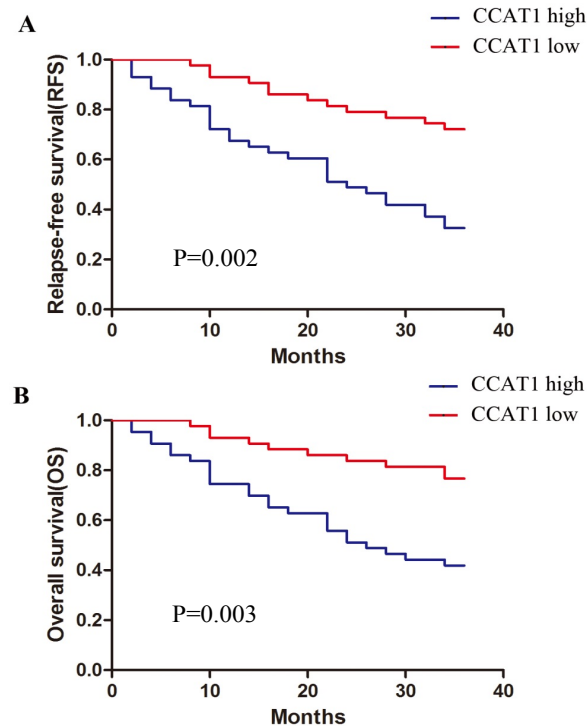 A
CCAT1 high
CCAT1 low
Relapse-free survival(RFS)
1.0
0.8
0.6
0.4
0.2
0.0
P=0.002
0 10 20 30 40
Months
B
CCAT1 high
CCAT1 low
Overall survival(OS)
1.0
0.8
0.6
0.4
0.2
0.0
P=0.003
0 10 20 30 40
Months